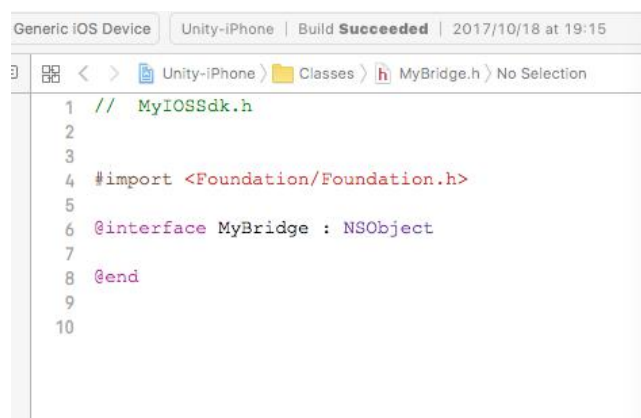 Generic iOS Device Unity-iPhone | Build Succeeded | 2017/10/18 at 19:15
Unity-iPhone Classes h MyBridge.h No Selection
1 // MyIOSSdk.h
2
3
4 #import <Foundation/Foundation.h>
5
6 @interface MyBridge : NSObject
7
8 @end
9
10